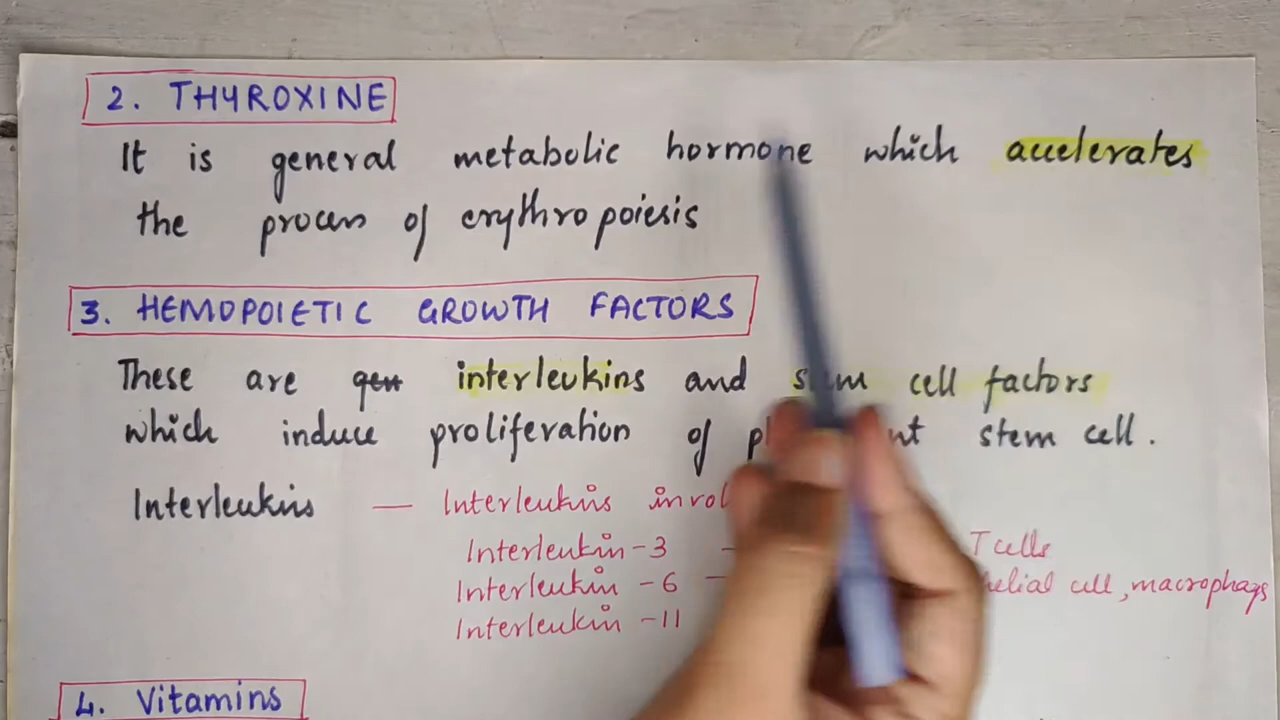 2. THYROXINE
It is general metabolic hormone which accelerates
the process of erythropoiesis
3. HEMOPOIETIC GROWTH FACTORS
These are gen interleukins and stem cell factors
which induce proliferation of stem cell.
Interleukins — Interleukins
Interleukin-3 — T cells
Interleukin -6 — cell, macrophags
Interleukin -11
4. Vitamins